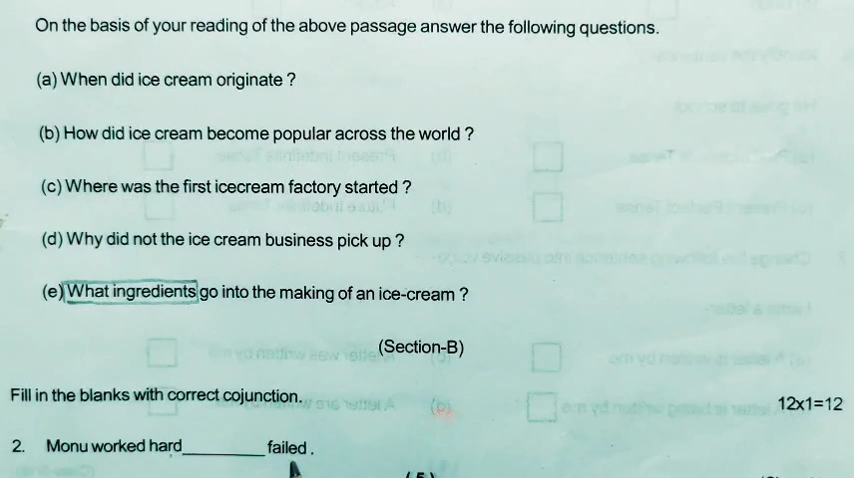 On the basis of your reading of the above passage answer the following questions.
(a) When did ice cream originate ?
(b) How did ice cream become popular across the world ?
(c) Where was the first icecream factory started ?
(d) Why did not the ice cream business pick up ?
(e) What ingredients go into the making of an ice-cream ?
(Section-B)
Fill in the blanks with correct cojunction. 12x1=12
2. Monu worked hard________ failed .